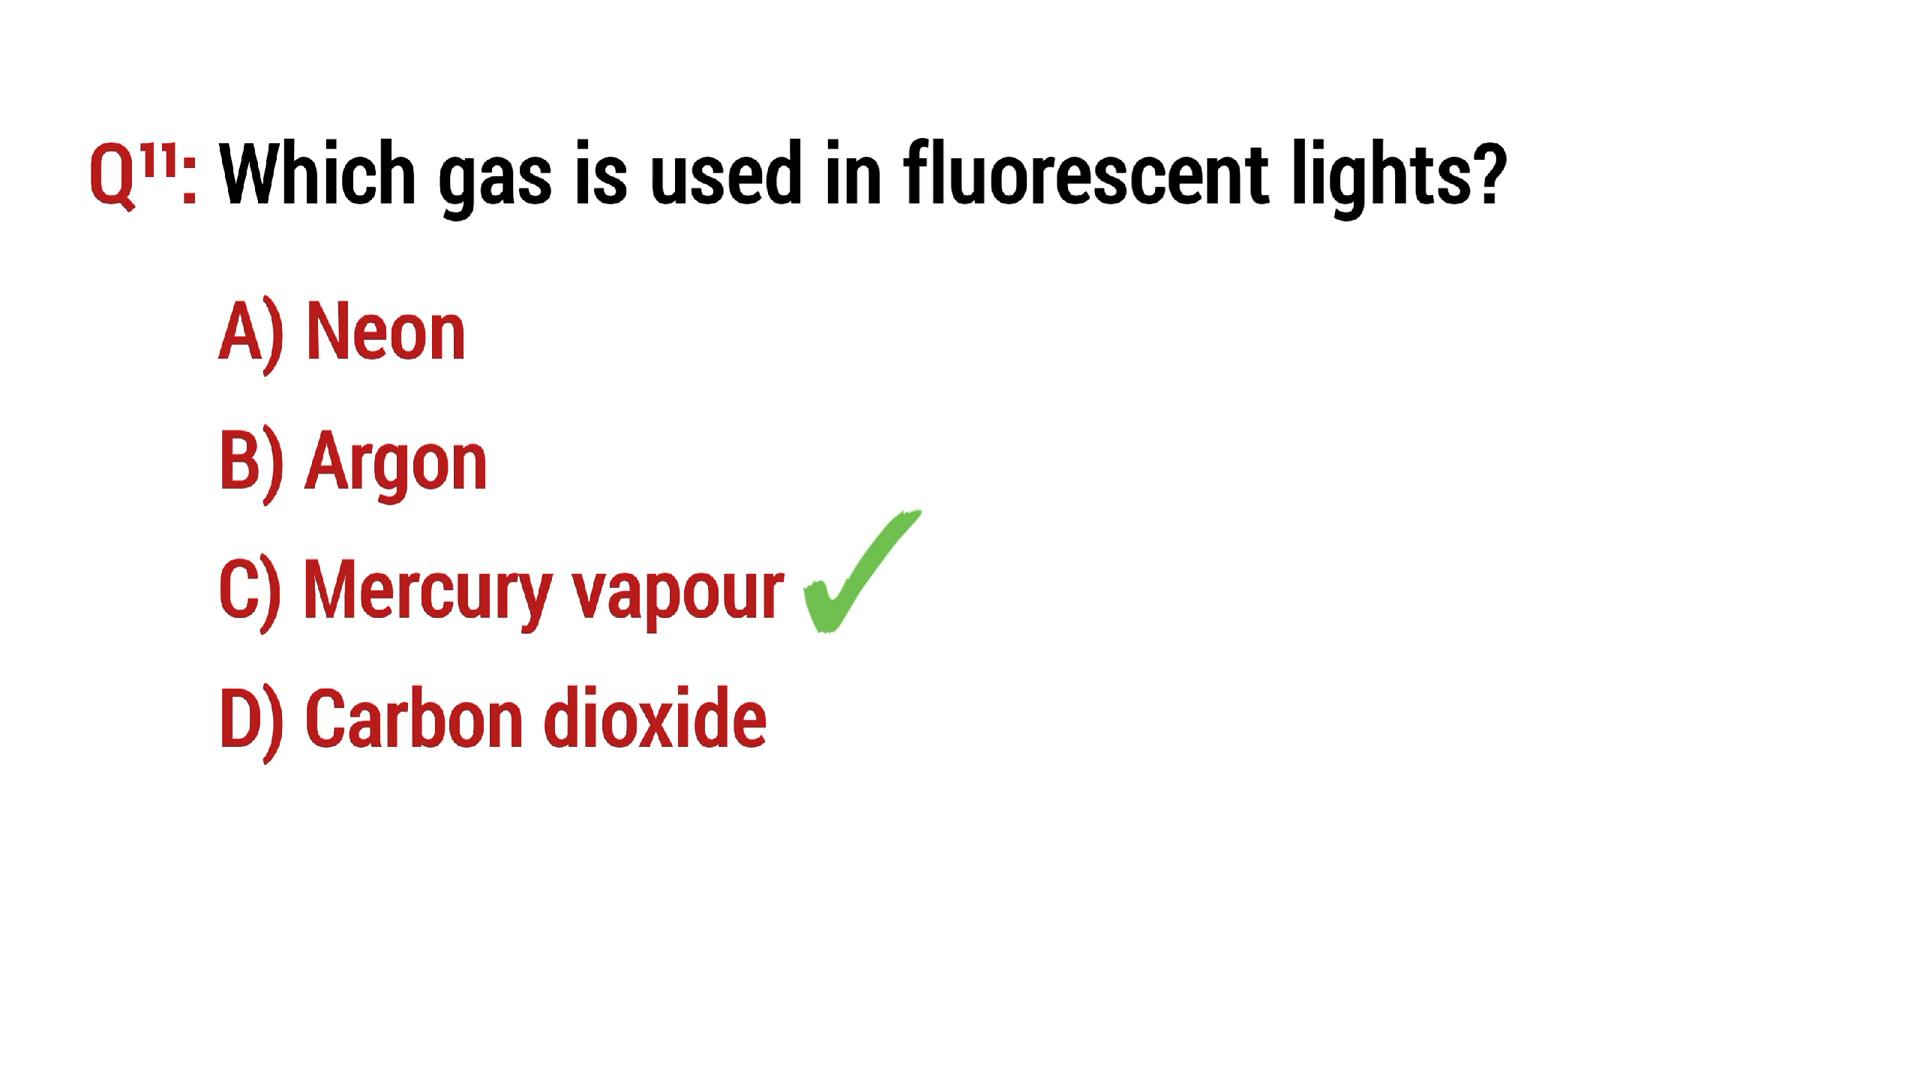 Q¹¹: Which gas is used in fluorescent lights?
A) Neon
B) Argon
C) Mercury vapour
D) Carbon dioxide